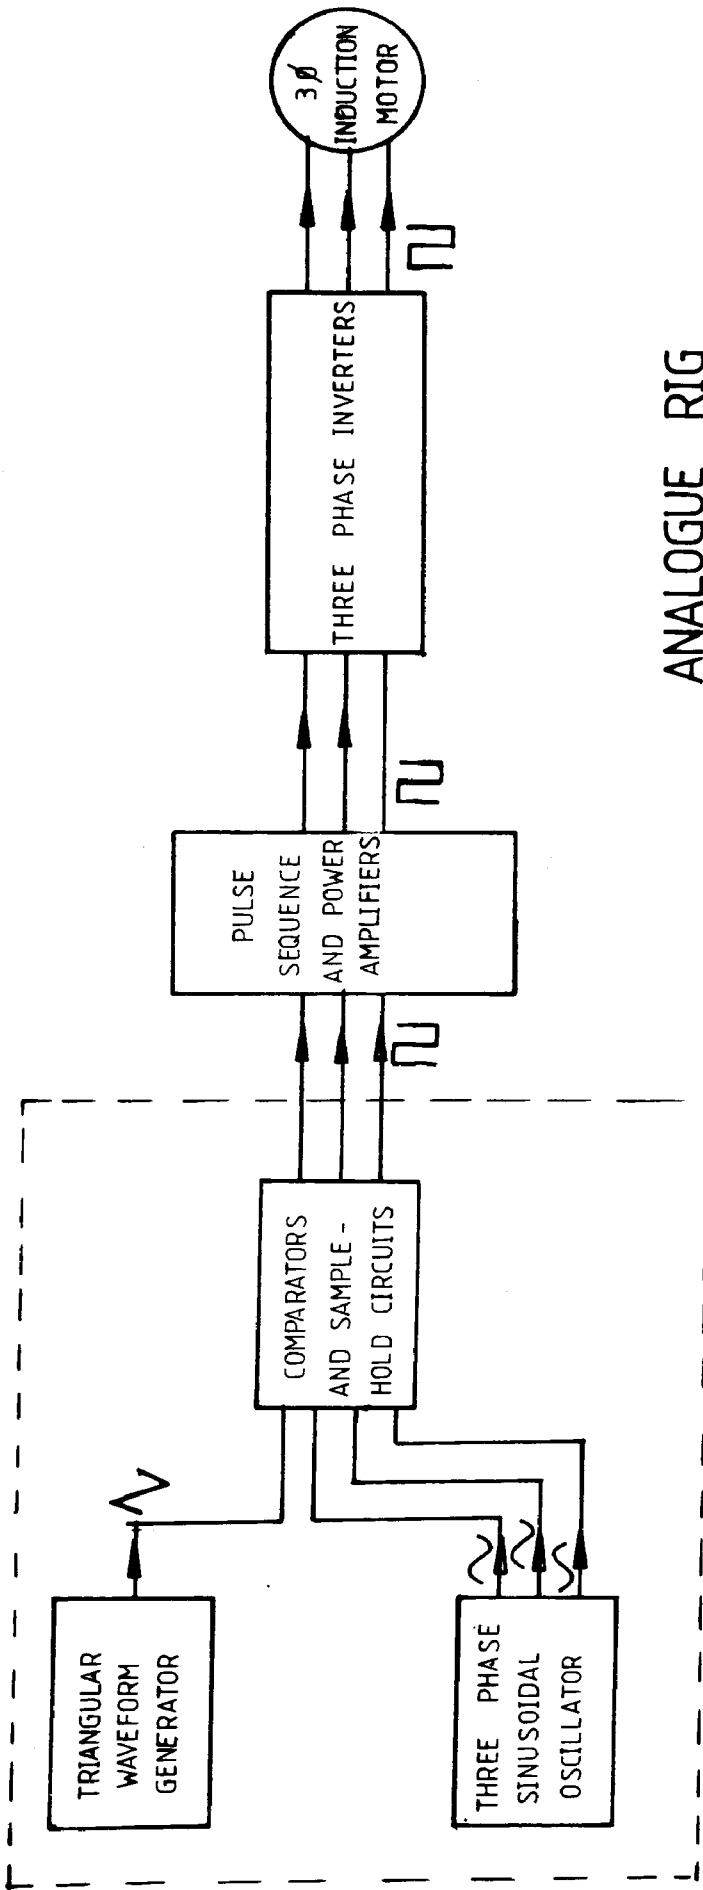 TRIANGULAR
WAVEFORM
GENERATOR
THREE PHASE
SINUSOIDAL
OSCILLATOR
COMPARATORS
AND SAMPLE-
HOLD CIRCUITS
PULSE
SEQUENCE
AND POWER
AMPLIFIERS
THREE PHASE INVERTERS
3Ø
INDUCTION
MOTOR
ANALOGUE RIG